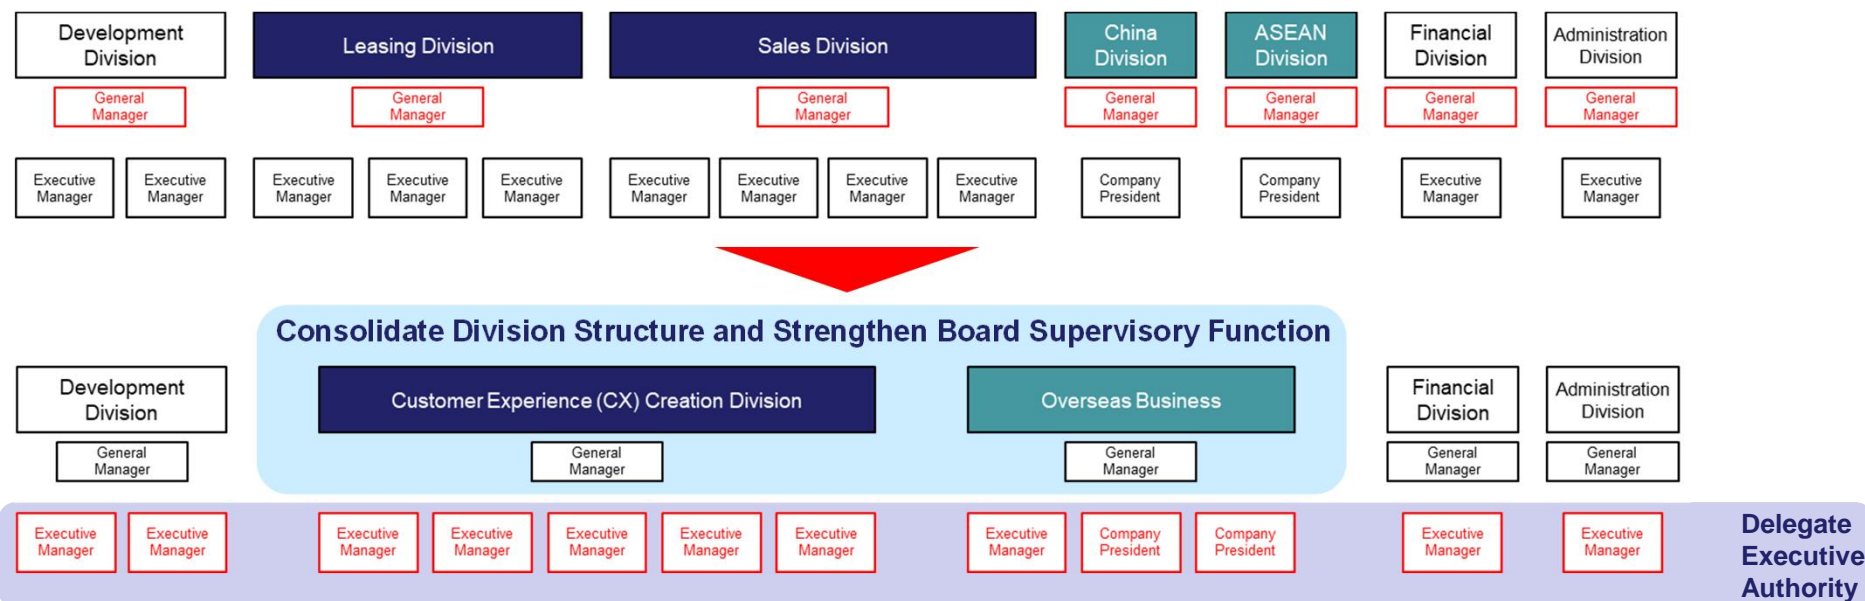 Development
Division
Leasing Division
Sales Division
China
Division
ASEAN
Division
Financial
Division
Administration
Division
General
Manager
General
Manager
General
Manager
General
Manager
General
Manager
General
Manager
General
Manager
Executive
Manager
Executive
Manager
Executive
Manager
Executive
Manager
Executive
Manager
Executive
Manager
Executive
Manager
Executive
Manager
Executive
Manager
Company
President
Company
President
Executive
Manager
Executive
Manager
Consolidate Division Structure and Strengthen Board Supervisory Function
Development
Division
Customer Experience (CX) Creation Division
Overseas Business
Financial
Division
Administration
Division
General
Manager
General
Manager
General
Manager
General
Manager
General
Manager
Executive
Manager
Executive
Manager
Executive
Manager
Executive
Manager
Executive
Manager
Executive
Manager
Executive
Manager
Executive
Manager
Company
President
Company
President
Executive
Manager
Executive
Manager
Delegate
Executive
Authority